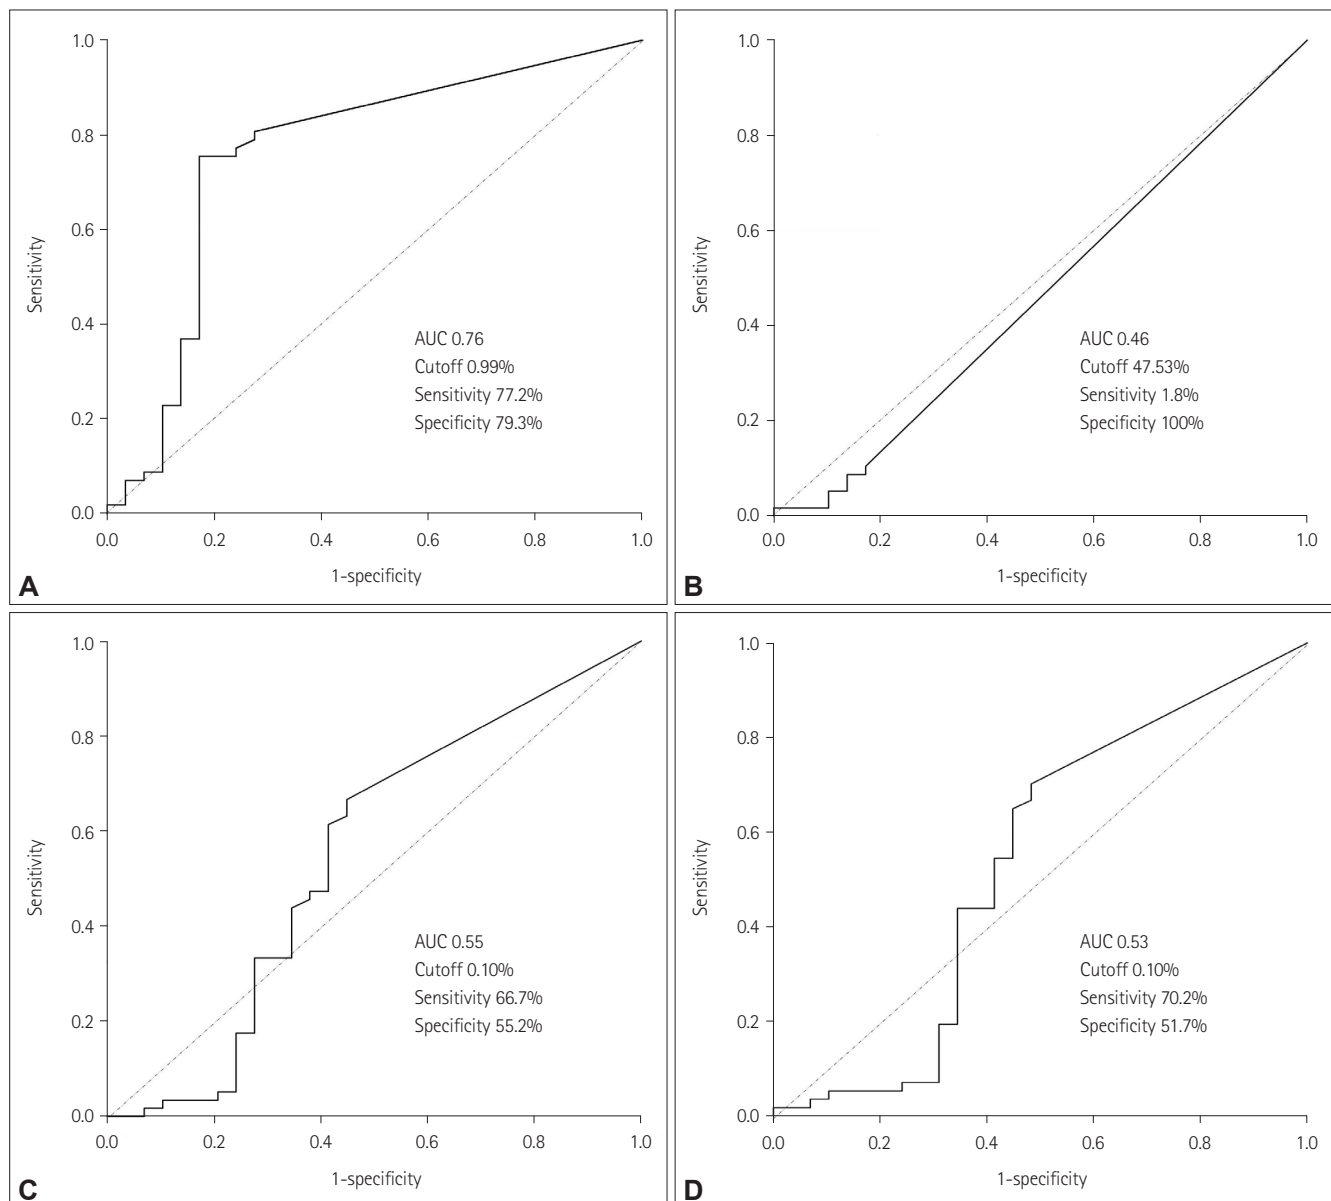 1.0
0.8
0.6
0.4
0.2
0.0
Sensitivity
AUC 0.76
Cutoff 0.99%
Sensitivity 77.2%
Specificity 79.3%
0.0 0.2 0.4 0.6 0.8 1.0
1-specificity
A
1.0
0.8
0.6
0.4
0.2
0.0
Sensitivity
AUC 0.46
Cutoff 47.53%
Sensitivity 1.8%
Specificity 100%
0.0 0.2 0.4 0.6 0.8 1.0
1-specificity
B
1.0
0.8
0.6
0.4
0.2
0.0
Sensitivity
AUC 0.55
Cutoff 0.10%
Sensitivity 66.7%
Specificity 55.2%
0.0 0.2 0.4 0.6 0.8 1.0
1-specificity
C
1.0
0.8
0.6
0.4
0.2
0.0
Sensitivity
AUC 0.53
Cutoff 0.10%
Sensitivity 70.2%
Specificity 51.7%
0.0 0.2 0.4 0.6 0.8 1.0
1-specificity
D